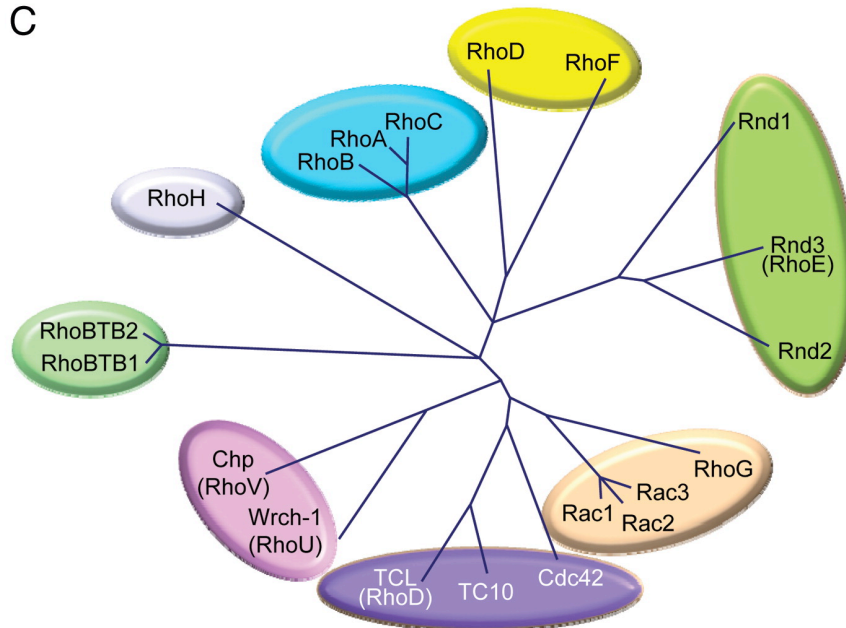 C
RhoD
RhoF
RhoC
RhoA
RhoB
Rnd1
RhoH
Rnd3
(RhoE)
RhoBTB2
RhoBTB1
Rnd2
Chp
(RhoV)
Wrch-1
(RhoU)
RhoG
Rac3
Rac1
Rac2
TCL
(RhoD)
TC10
Cdc42